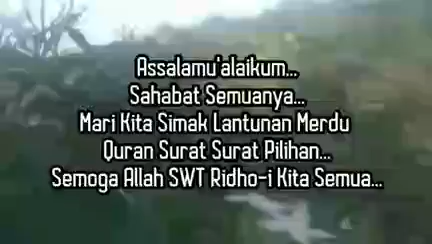 Assalamu'alaikum...
Sahabat Semuanya...
Mari Kita Simak Lantunan Merdu
Quran Surat Surat Pilihan...
Semoga Allah SWT Ridho-i Kita Semua...